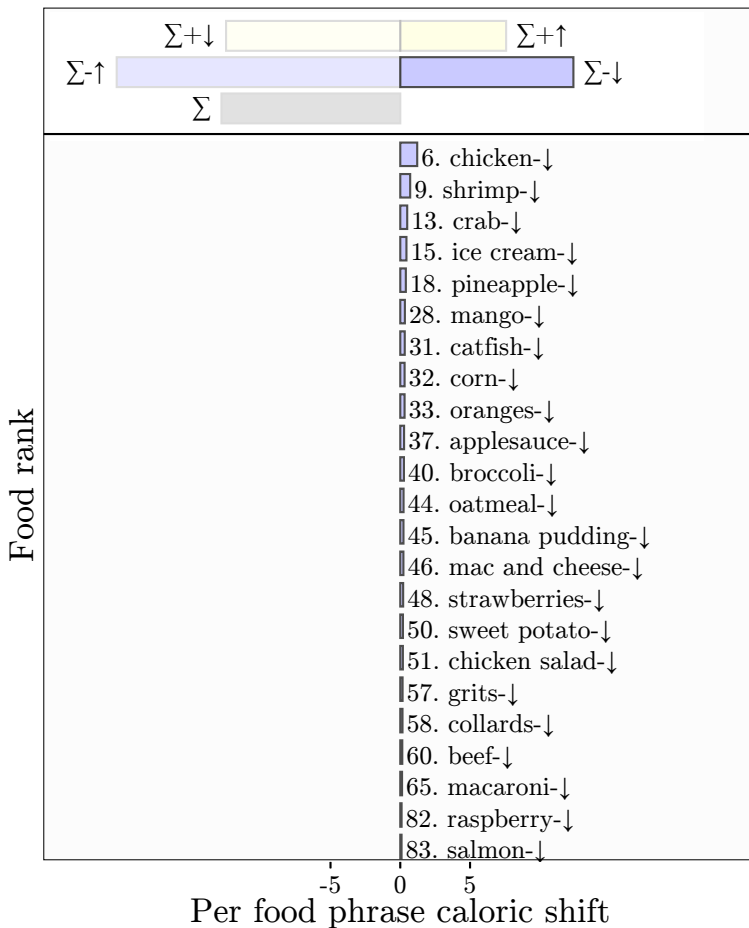 ∑+↓ ∑+↑
∑-↑ ∑-↓
∑
6. chicken-↓
9. shrimp-↓
13. crab-↓
15. ice cream-↓
18. pineapple-↓
28. mango-↓
31. catfish-↓
32. corn-↓
33. oranges-↓
37. applesauce-↓
40. broccoli-↓
44. oatmeal-↓
45. banana pudding-↓
46. mac and cheese-↓
48. strawberries-↓
50. sweet potato-↓
51. chicken salad-↓
57. grits-↓
58. collards-↓
60. beef-↓
65. macaroni-↓
82. raspberry-↓
83. salmon-↓
Food rank
-5 0 5
Per food phrase caloric shift